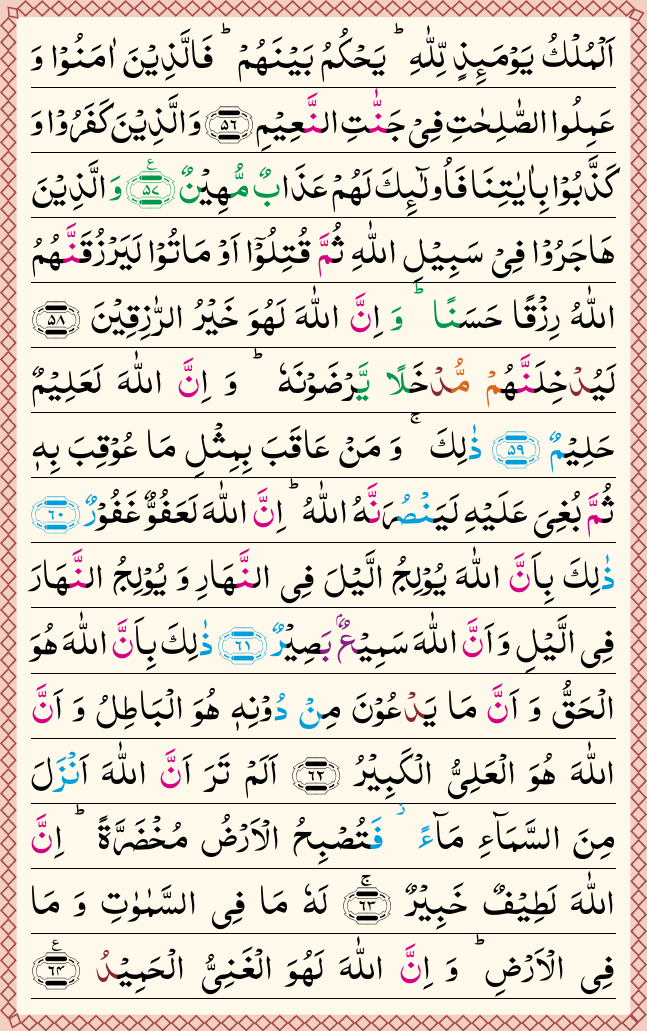 اَلْمُلْكُ يَوْمَىِٕذٍ لِّلّٰهِ ؕ يَحْكُمُ بَيْنَهُمْ ؕ فَالَّذِيْنَ اٰمَنُوْا وَ
عَمِلُوا الصّٰلِحٰتِ فِيْ جَنّٰتِ النَّعِيْمِ ﴿۵۶﴾ وَ الَّذِيْنَ كَفَرُوْا وَ
كَذَّبُوْا بِاٰيٰتِنَا فَاُولٰٓىِٕكَ لَهُمْ عَذَابٌ مُّهِيْنٌ ﴿۵۷﴾ ۧ وَ الَّذِيْنَ
هَاجَرُوْا فِيْ سَبِيْلِ اللّٰهِ ثُمَّ قُتِلُوْۤا اَوْ مَاتُوْا لَيَرْزُقَنَّهُمُ
اللّٰهُ رِزْقًا حَسَنًا ؕ وَ اِنَّ اللّٰهَ لَهُوَ خَيْرُ الرّٰزِقِيْنَ ﴿۵۸﴾
لَيُدْخِلَنَّهُمْ مُّدْخَلًا يَّرْضَوْنَهٗ ؕ وَ اِنَّ اللّٰهَ لَعَلِيْمٌ
حَلِيْمٌ ﴿۵۹﴾ ذٰلِكَ ۚ وَ مَنْ عَاقَبَ بِمِثْلِ مَا عُوْقِبَ بِهٖ
ثُمَّ بُغِيَ عَلَيْهِ لَيَنْصُرَنَّهُ اللّٰهُ ؕ اِنَّ اللّٰهَ لَعَفُوٌّ غَفُوْرٌ ﴿۶۰﴾
ذٰلِكَ بِاَنَّ اللّٰهَ يُوْلِجُ الَّيْلَ فِي النَّهَارِ وَ يُوْلِجُ النَّهَارَ
فِي الَّيْلِ وَ اَنَّ اللّٰهَ سَمِيْعٌۢ بَصِيْرٌ ﴿۶۱﴾ ذٰلِكَ بِاَنَّ اللّٰهَ هُوَ
الْحَقُّ وَ اَنَّ مَا يَدْعُوْنَ مِنْ دُوْنِهٖ هُوَ الْبَاطِلُ وَ اَنَّ
اللّٰهَ هُوَ الْعَلِيُّ الْكَبِيْرُ ﴿۶۲﴾ اَلَمْ تَرَ اَنَّ اللّٰهَ اَنْزَلَ
مِنَ السَّمَآءِ مَآءً ؗ فَتُصْبِحُ الْاَرْضُ مُخْضَرَّةً ؕ اِنَّ
اللّٰهَ لَطِيْفٌ خَبِيْرٌ ﴿۶۳﴾ ۚ لَهٗ مَا فِي السَّمٰوٰتِ وَ مَا
فِي الْاَرْضِ ؕ وَ اِنَّ اللّٰهَ لَهُوَ الْغَنِيُّ الْحَمِيْدُ ﴿۶۴﴾ ۧ